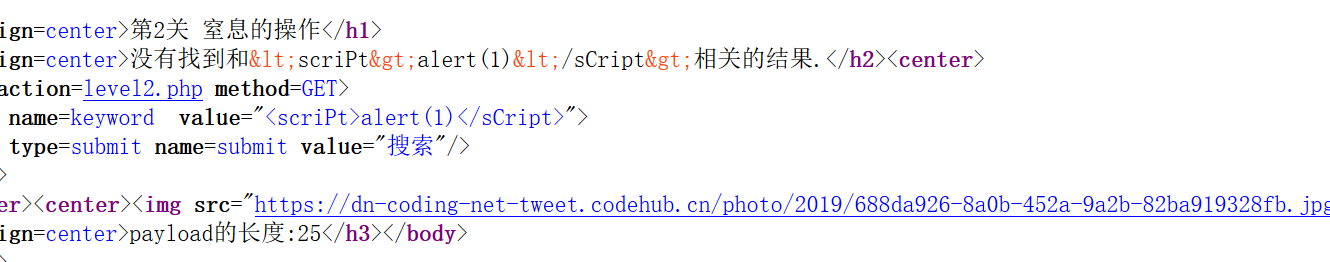 ign=center>第2关 窒息的操作</h1>
ign=center>没有找到和&lt;scriPt&gt;alert(1)&lt;/sCript&gt;相关的结果.</h2><center>
action=level2.php method=GET>
name=keyword  value="<scriPt>alert(1)</sCript>">
type=submit name=submit value="搜索"/>
>
er><center><img src="https://dn-coding-net-tweet.codehub.cn/photo/2019/688da926-8a0b-452a-9a2b-82ba919328fb.jpg
ign=center>payload的长度:25</h3></body>
>